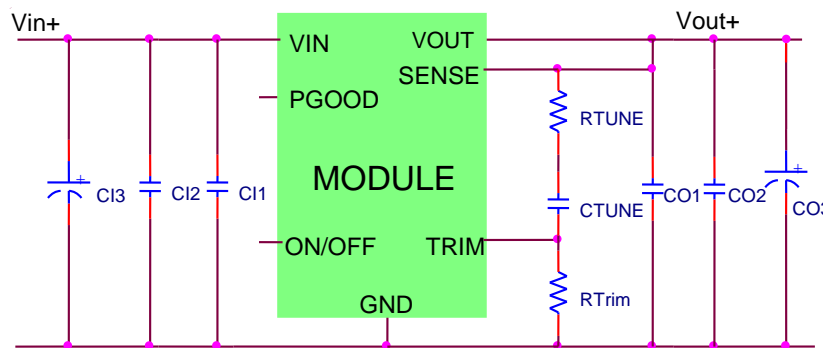 Vin+
Vout+
VIN
VOUT
SENSE
PGOOD
RTUNE
MODULE
+
CI3
CI2
CI1
CTUNE
CO1
CO2
+
CO3
ON/OFF
TRIM
RTrim
GND